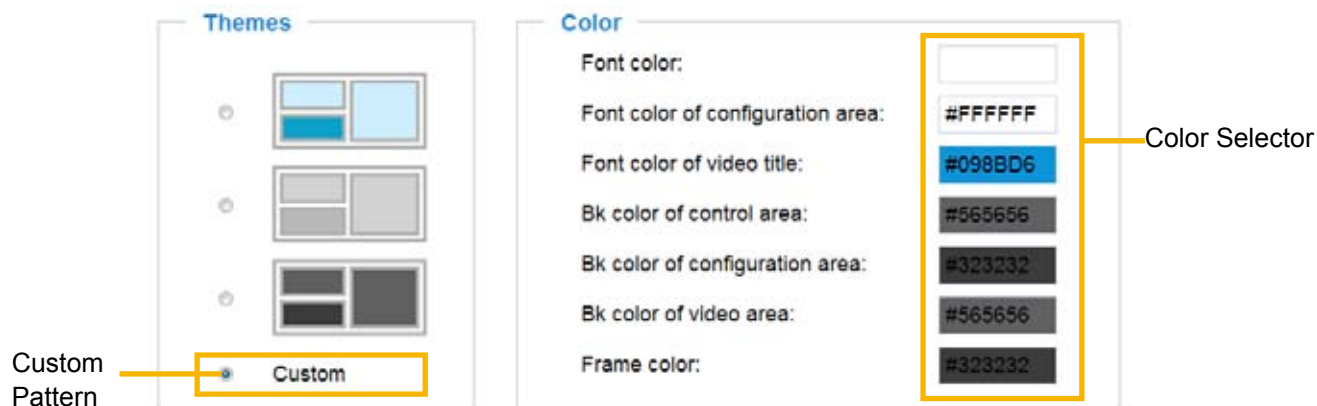 Themes
Custom
Custom
Pattern
Color
Font color:
Font color of configuration area: #FFFFFF
Font color of video title: #098BD6
Bk color of control area: #565656
Bk color of configuration area: #323232
Bk color of video area: #565656
Frame color: #323232
Color Selector